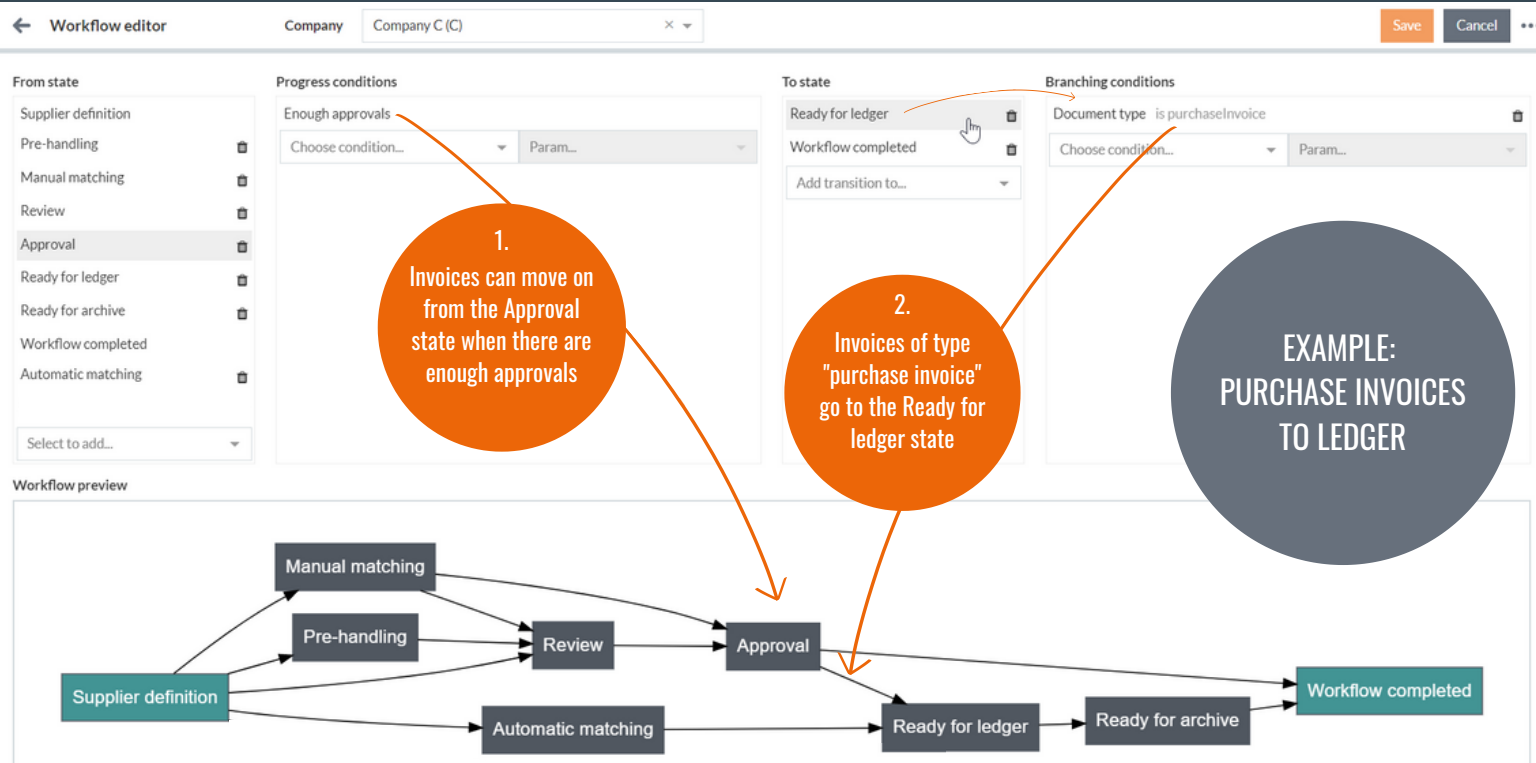 Workflow editor
Company
Company C (C)
Save
Cancel
From state
Supplier definition
Pre-handling
Manual matching
Review
Approval
Ready for ledger
Ready for archive
Workflow completed
Automatic matching
Select to add...
Progress conditions
Enough approvals
Choose condition...
Param...
To state
Ready for ledger
Workflow completed
Add transition to...
Branching conditions
Document type is purchaseInvoice
Choose condition...
Param...
1.
Invoices can move on
from the Approval
state when there are
enough approvals
2.
Invoices of type
"purchase invoice"
go to the Ready for
ledger state
EXAMPLE:
PURCHASE INVOICES
TO LEDGER
Workflow preview
Manual matching
Pre-handling
Review
Approval
Supplier definition
Workflow completed
Automatic matching
Ready for ledger
Ready for archive